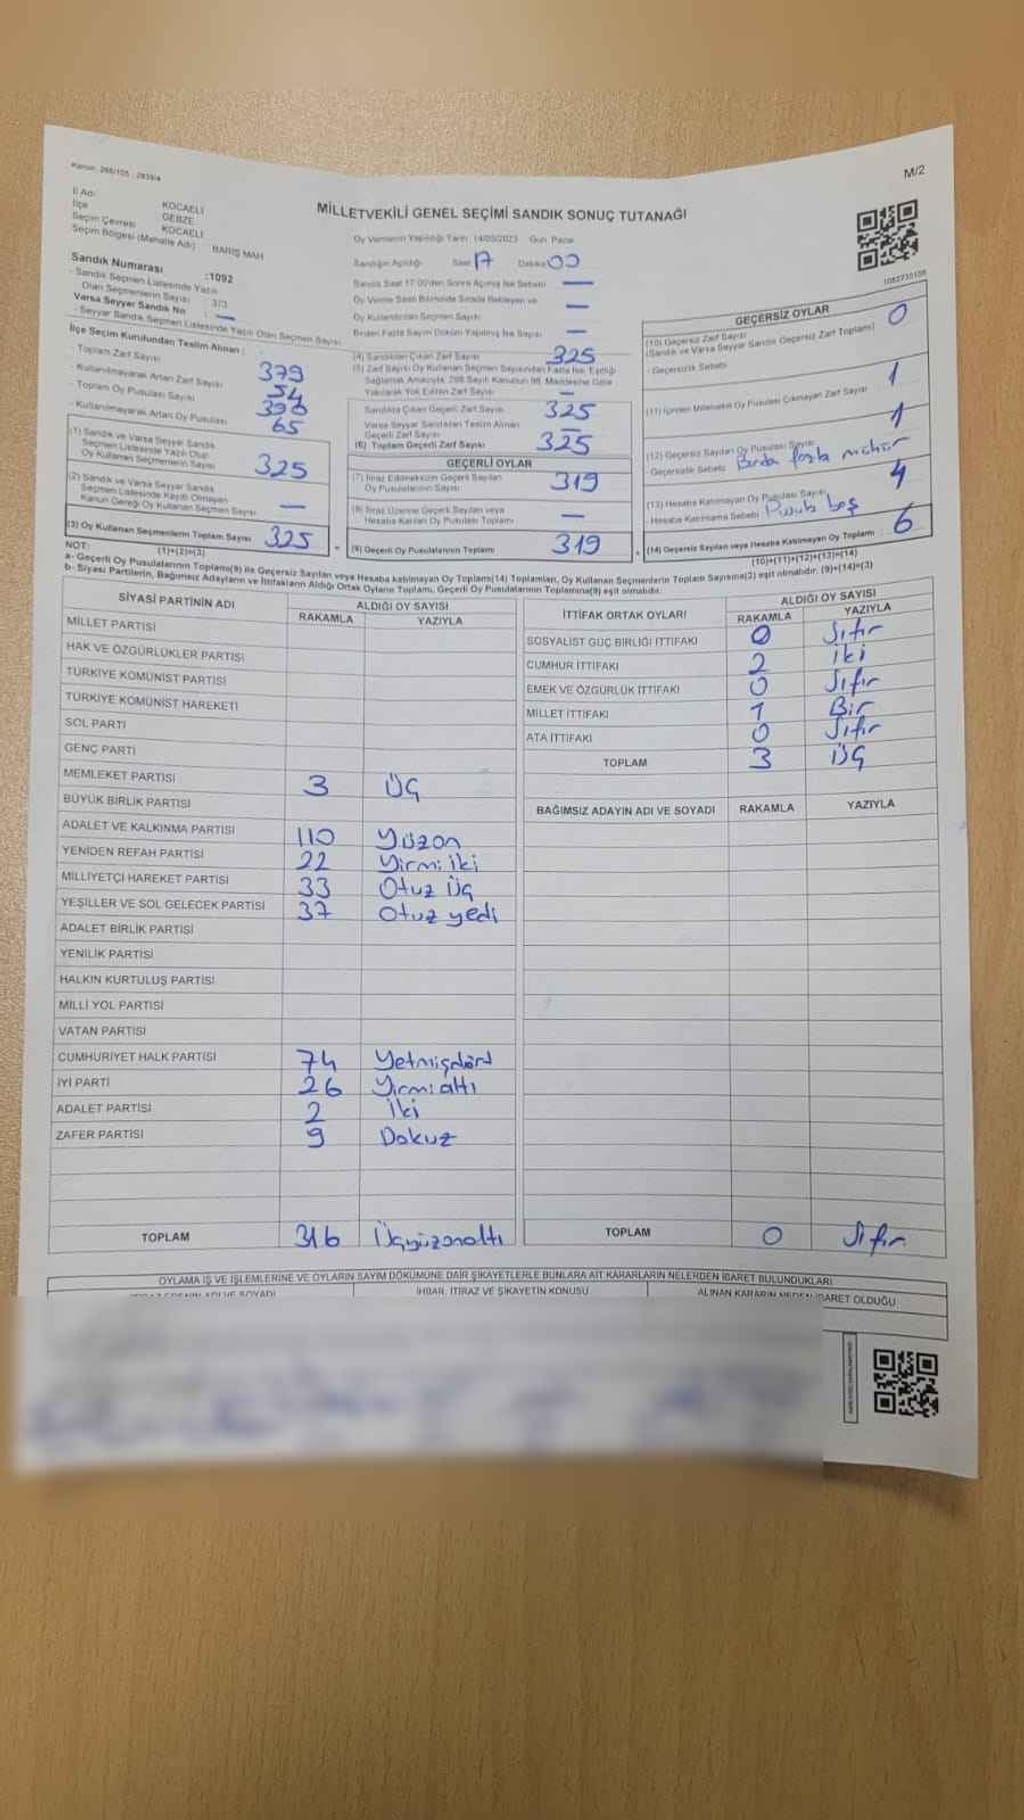 M/2
İl Adı KOCAELİ
İlçe GEBZE
Seçim Çevresi KOCAELİ
Seçim Bölgesi (Mahalle Adı) BARIŞ MAH
MİLLETVEKİLİ GENEL SEÇİMİ SANDIK SONUÇ TUTANAĞI
Oy Vermenin Yapıldığı Tarih: 14/05/2023 Gün: Pazar
Sandığın Açıldığı Saat 17 Dakika 00
Sandık Numarası :1092
- Sandık Seçmen Listesinde Yazılı
Olan Seçmenlerin Sayısı : 373
Varsa Seyyar Sandık No : —
- Seyyar Sandık Seçmen Listesinde Yazılı Olan Seçmen Sayısı
Sandık Saat 17:00'den Sonra Açılmış İse Sebebi —
Oy Verme Saati Bitiminde Sırada Bekleyen ve
Oy Kullandırılan Seçmen Sayısı —
Birden Fazla Sayım Döküm Yapılmış İse Sayısı —
İlçe Seçim Kurulundan Teslim Alınan :
- Toplam Zarf Sayısı 379
- Kullanılmayarak Artan Zarf Sayısı 54
- Toplam Oy Pusulası Sayısı
- Kullanılmayarak Artan Oy Pusulası 65
(1) Sandık ve Varsa Seyyar Sandık
Seçmen Listesinde Yazılı Olup
Oy Kullanan Seçmenlerin Sayısı 325
(2) Sandık ve Varsa Seyyar Sandık
Seçmen Listesinde Kayıtlı Olmayan
Kanun Gereği Oy Kullanan Seçmen Sayısı —
(3) Oy Kullanan Seçmenlerin Toplam Sayısı 325
(1)+(2)=(3)
(4) Sandıktan Çıkan Zarf Sayısı 325
(5) Zarf Sayısı Oy Kullanan Seçmen Sayısından Fazla İse, Eşitliği
Sağlamak Amacıyla, 298 Sayılı Kanunun 98. Maddesine Göre
Yakılarak Yok Edilen Zarf Sayısı —
Sandıkta Çıkan Geçerli Zarf Sayısı 325
Varsa Seyyar Sandıktan Teslim Alınan
Geçerli Zarf Sayısı —
(6) Toplam Geçerli Zarf Sayısı 325
GEÇERLİ OYLAR
(7) İtiraz Edilmeksizin Geçerli Sayılan
Oy Pusulalarının Sayısı 319
(8) İtiraz Üzerine Geçerli Sayılan veya
Hesaba Katılan Oy Pusulası Toplamı —
(9) Geçerli Oy Pusulalarının Toplamı 319
1082735108
GEÇERSİZ OYLAR
(10) Geçersiz Zarf Sayısı
(Sandık ve Varsa Seyyar Sandık Geçersiz Zarf Toplamı) 0
- Geçersizlik Sebebi
(11) İçinden Milletvekili Oy Pusulası Çıkmayan Zarf Sayısı 1
(12) Geçersiz Sayılan Oy Pusulası Sayısı 1
Geçersizlik Sebebi Birden fazla mühür
(13) Hesaba Katılmayan Oy Pusulası Sayısı 4
Hesaba Katılmama Sebebi Pusula boş
(14) Geçersiz Sayılan veya Hesaba Katılmayan Oy Toplamı 6
(10)+(11)+(12)+(13)=(14)
NOT:
a- Geçerli Oy Pusulalarının Toplamı(9) ile Geçersiz Sayılan veya Hesaba katılmayan Oy Toplamı(14) Toplamları, Oy Kullanan Seçmenlerin Toplam Sayısına(3) eşit olmalıdır. (9)+(14)=(3)
b- Siyasi Partilerin, Bağımsız Adayların ve İttifakların Aldığı Ortak Oyların Toplamı, Geçerli Oy Pusulalarının Toplamına(9) eşit olmalıdır.
SİYASİ PARTİNİN ADI ALDIĞI OY SAYISI
RAKAMLA YAZIYLA
MİLLET PARTİSİ
HAK VE ÖZGÜRLÜKLER PARTİSİ
TÜRKİYE KOMÜNİST PARTİSİ
TÜRKİYE KOMÜNİST HAREKETİ
SOL PARTİ
GENÇ PARTİ
MEMLEKET PARTİSİ 3 Üç
BÜYÜK BİRLİK PARTİSİ
ADALET VE KALKINMA PARTİSİ 110 Yüzon
YENİDEN REFAH PARTİSİ 22 Yirmi iki
MİLLİYETÇİ HAREKET PARTİSİ 33 Otuz Üç
YEŞİLLER VE SOL GELECEK PARTİSİ 37 Otuz yedi
ADALET BİRLİK PARTİSİ
YENİLİK PARTİSİ
HALKIN KURTULUŞ PARTİSİ
MİLLİ YOL PARTİSİ
VATAN PARTİSİ
CUMHURİYET HALK PARTİSİ 74 Yetmişdört
İYİ PARTİ 26 Yirmi altı
ADALET PARTİSİ 2 İki
ZAFER PARTİSİ 9 Dokuz
TOPLAM 316 Üçyüzonaltı
İTTİFAK ORTAK OYLARI ALDIĞI OY SAYISI
RAKAMLA YAZIYLA
SOSYALİST GÜÇ BİRLİĞİ İTTİFAKI 0 Sıfır
CUMHUR İTTİFAKI 2 İki
EMEK VE ÖZGÜRLÜK İTTİFAKI 0 Sıfır
MİLLET İTTİFAKI 1 Bir
ATA İTTİFAKI 0 Sıfır
TOPLAM 3 Üç
BAĞIMSIZ ADAYIN ADI VE SOYADI RAKAMLA YAZIYLA
TOPLAM 0 Sıfır
OYLAMA İŞ VE İŞLEMLERİNE VE OYLARIN SAYIM DÖKÜMÜNE DAİR ŞİKAYETLERLE BUNLARA AİT KARARLARIN NELERDEN İBARET BULUNDUKLARI
İHBAR, İTİRAZ VE ŞİKAYETİN KONUSU
ALINAN KARARIN NEDEN İBARET OLDUĞU